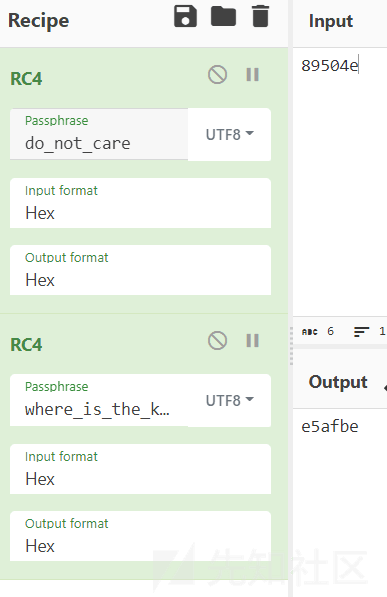 Recipe
RC4
Passphrase
do_not_care
UTF8
Input format
Hex
Output format
Hex
RC4
Passphrase
where_is_the_k...
UTF8
Input format
Hex
Output format
Hex
Input
89504e
ABC 6
1
Output
e5afbe
先知社区